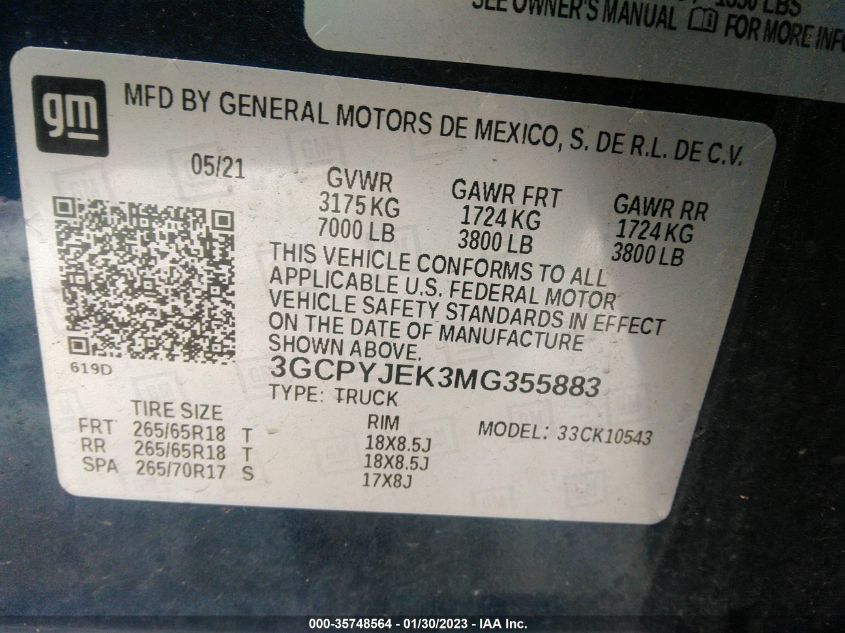 1350 LBS
SEE OWNER'S MANUAL FOR MORE INFO
gm
MFD BY GENERAL MOTORS DE MEXICO, S. DE R.L. DE C.V.
05/21
GVWR GAWR FRT GAWR RR
3175 KG 1724 KG 1724 KG
7000 LB 3800 LB 3800 LB
THIS VEHICLE CONFORMS TO ALL
APPLICABLE U.S. FEDERAL MOTOR
VEHICLE SAFETY STANDARDS IN EFFECT
ON THE DATE OF MANUFACTURE
SHOWN ABOVE.
619D
3GCPYJEK3MG355883
TYPE: TRUCK
TIRE SIZE RIM MODEL: 33CK10543
FRT 265/65R18 T 18X8.5J
RR 265/65R18 T 18X8.5J
SPA 265/70R17 S 17X8J
000-35748564 / 01/30/2023 - IAA Inc.